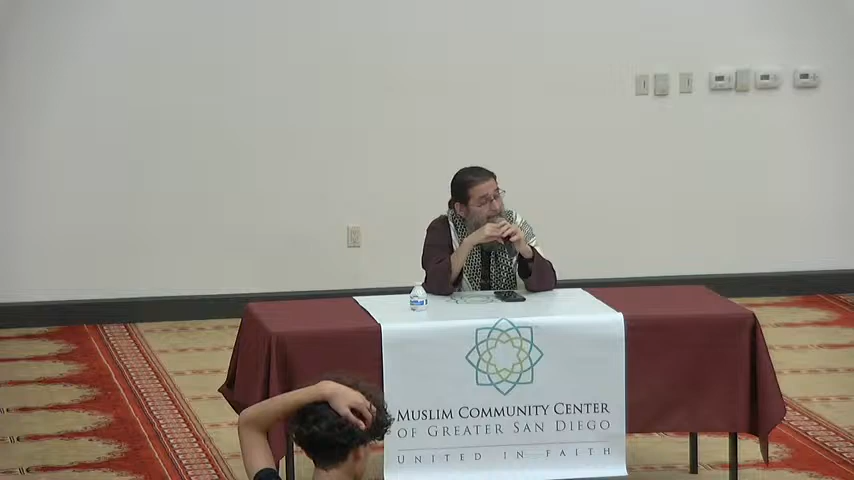 MUSLIM COMMUNITY CENTER
OF GREATER SAN DIEGO
UNITED IN FAITH